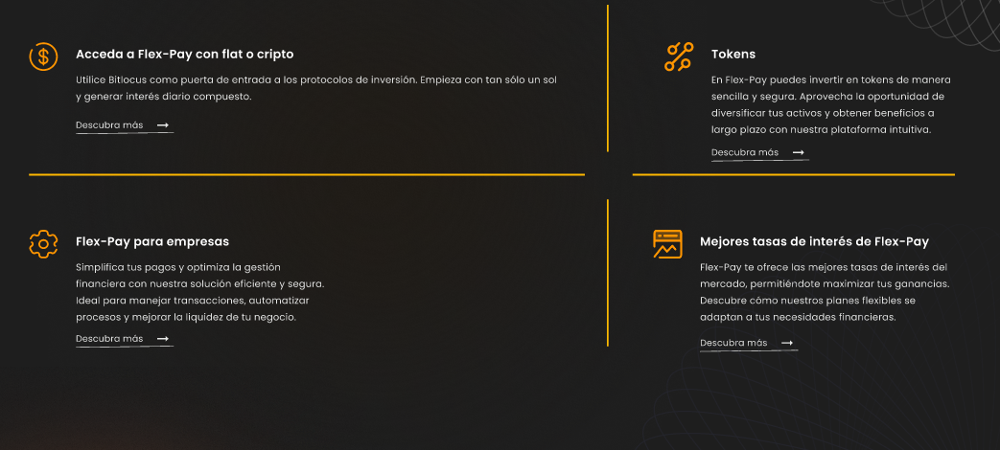 Acceda a Flex-Pay con flat o cripto
Utilice Bitlocus como puerta de entrada a los protocolos de inversión. Empieza con tan sólo un sol
y generar interés diario compuesto.
Descubra más
Tokens
En Flex-Pay puedes invertir en tokens de manera
sencilla y segura. Aprovecha la oportunidad de
diversificar tus activos y obtener beneficios a
largo plazo con nuestra plataforma intuitiva.
Descubra más
Flex-Pay para empresas
Simplifica tus pagos y optimiza la gestión
financiera con nuestra solución eficiente y segura.
Ideal para manejar transacciones, automatizar
procesos y mejorar la liquidez de tu negocio.
Descubra más
Mejores tasas de interés de Flex-Pay
Flex-Pay te ofrece las mejores tasas de interés del
mercado, permitiéndote maximizar tus ganancias.
Descubre cómo nuestros planes flexibles se
adaptan a tus necesidades financieras.
Descubra más